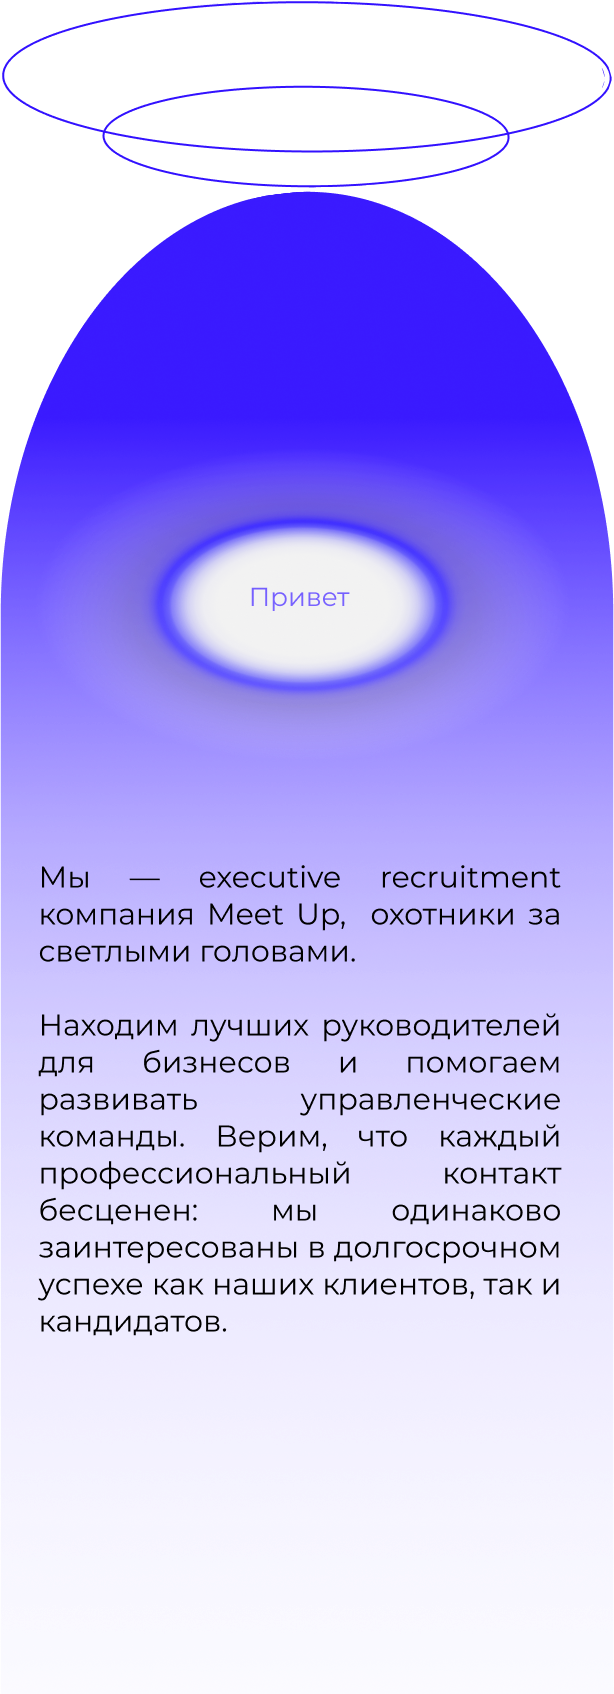 Привет
Мы — executive recruitment
компания Meet Up, охотники за
светлыми головами.
Находим лучших руководителей
для бизнесов и помогаем
развивать управленческие
команды. Верим, что каждый
профессиональный контакт
бесценен: мы одинаково
заинтересованы в долгосрочном
успехе как наших клиентов, так и
кандидатов.